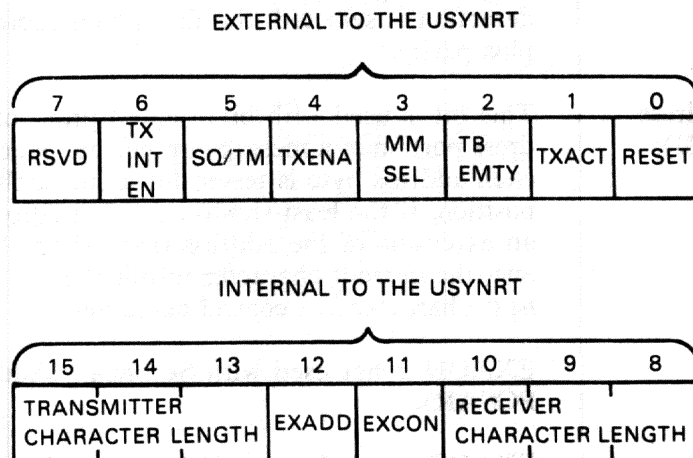 EXTERNAL TO THE USYNRT
7 6 5 4 3 2 1 0
RSVD TX INT EN SQ/TM TXENA MM SEL TB EMTY TXACT RESET
INTERNAL TO THE USYNRT
15 14 13 12 11 10 9 8
TRANSMITTER CHARACTER LENGTH EXADD EXCON RECEIVER CHARACTER LENGTH